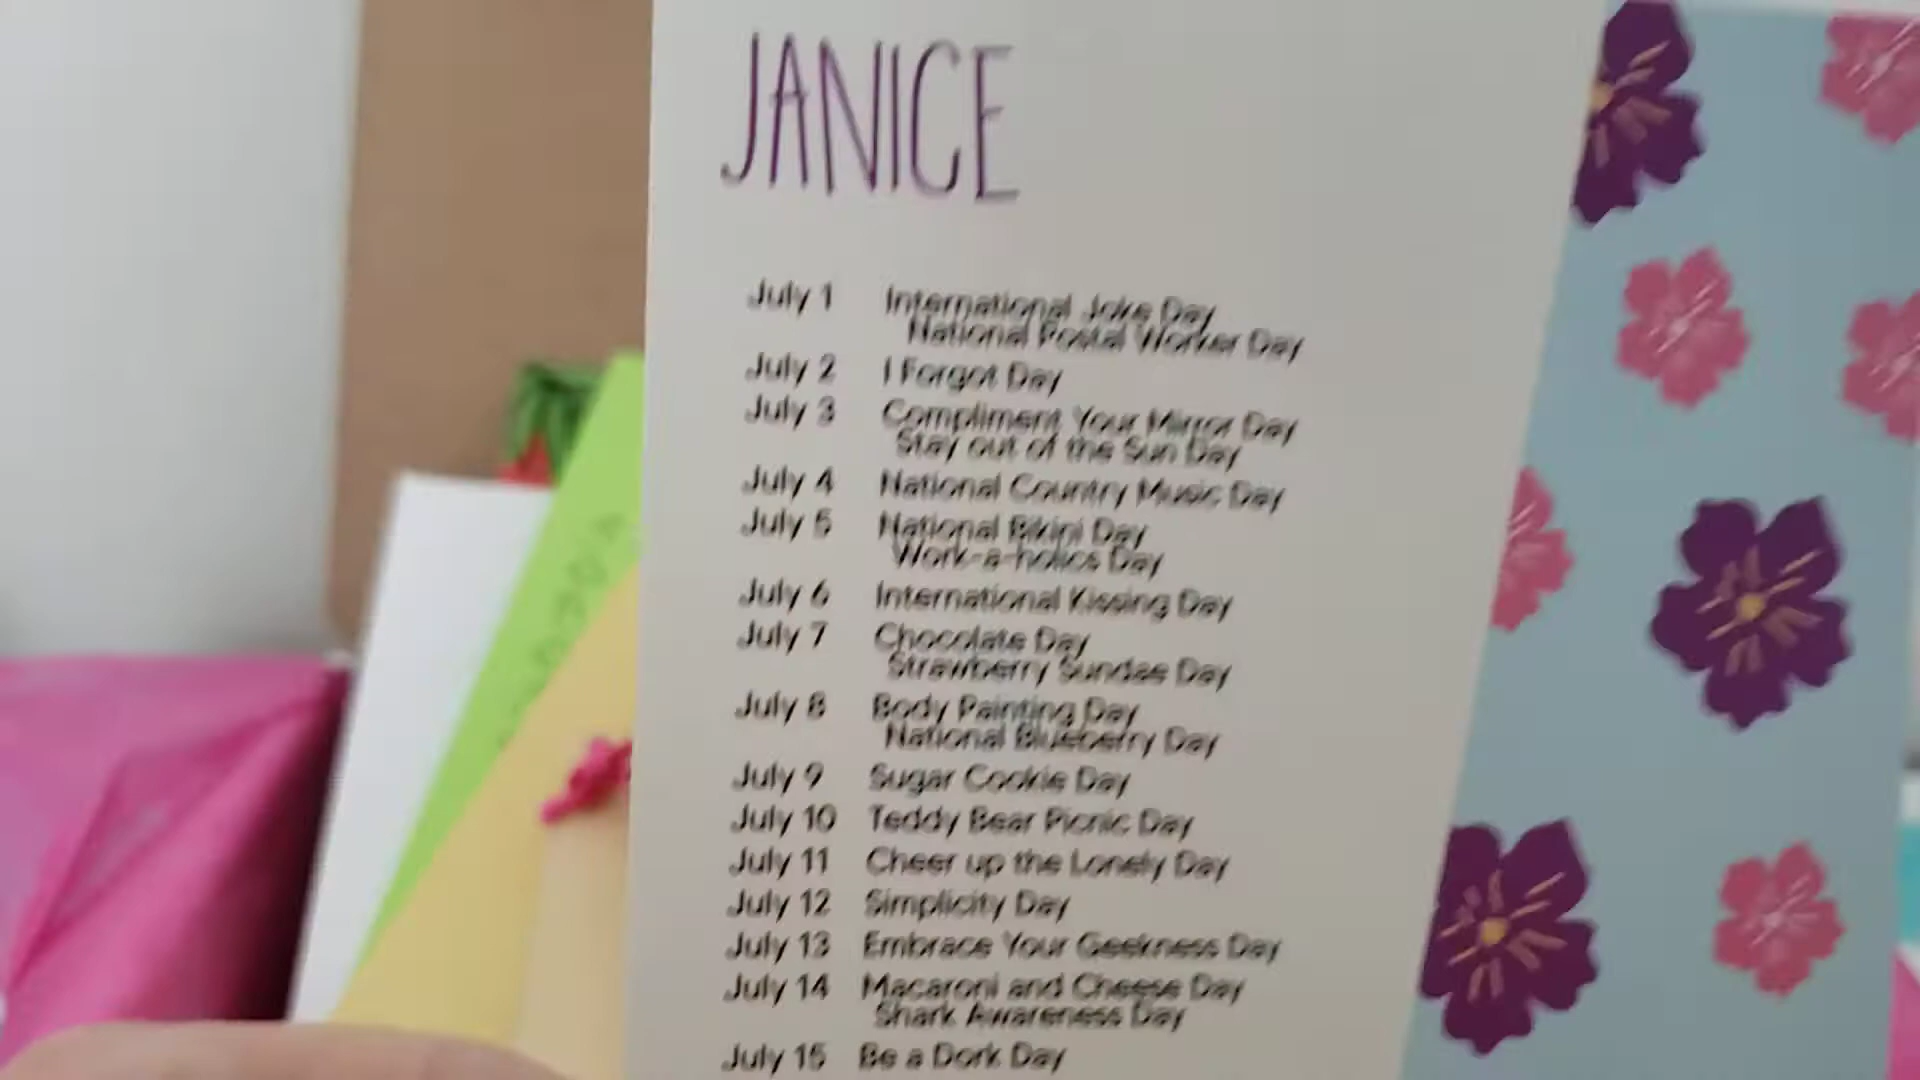 JANICE
July 1 International Joke Day
National Postal Worker Day
July 2 I Forgot Day
July 3 Compliment Your Mirror Day
Stay out of the Sun Day
July 4 National Country Music Day
July 5 National Bikini Day
Work-a-holics Day
July 6 International Kissing Day
July 7 Chocolate Day
Strawberry Sundae Day
July 8 Body Painting Day
National Blueberry Day
July 9 Sugar Cookie Day
July 10 Teddy Bear Picnic Day
July 11 Cheer up the Lonely Day
July 12 Simplicity Day
July 13 Embrace Your Geekness Day
July 14 Macaroni and Cheese Day
Shark Awareness Day
July 15 Be a Dork Day